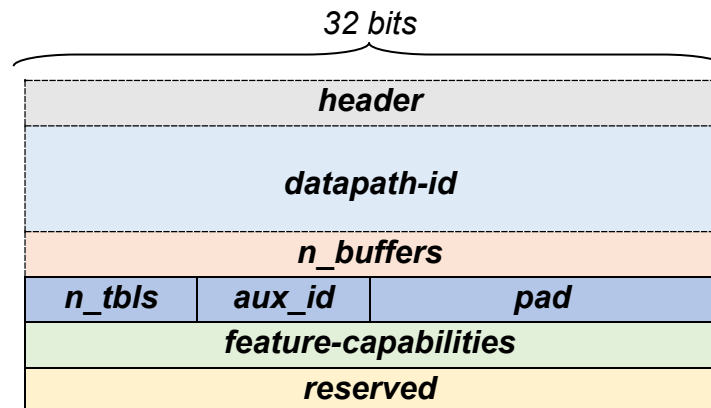 32 bits
header
datapath-id
n_buffers
n_tbls aux_id pad
feature-capabilities
reserved